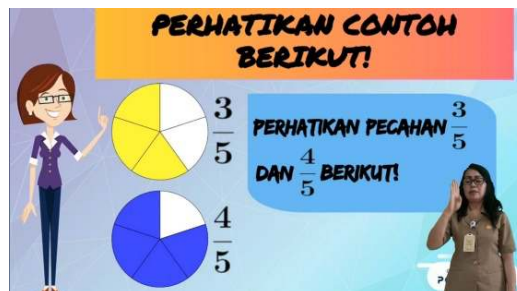 PERHATIKAN CONTOH
BERIKUT!
3
5
PERHATIKAN PECAHAN 3/5
DAN 4/5 BERIKUT!
4
5